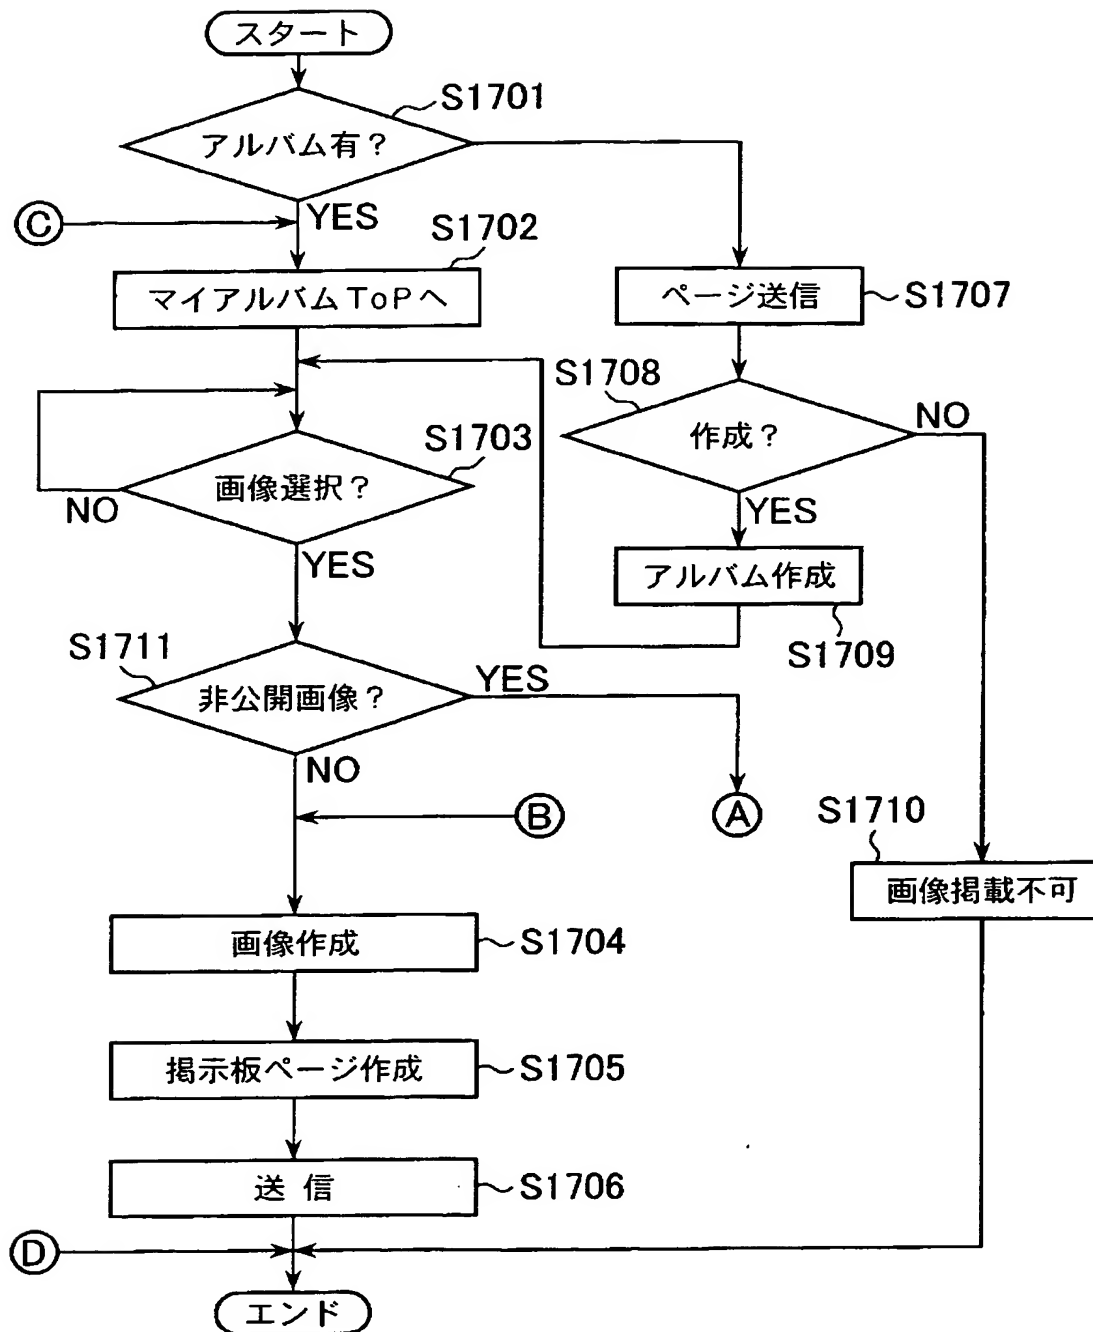 スタート
S1701
アルバム有？
YES
C
S1702
マイアルバムＴｏＰへ
ページ送信
S1707
S1708
作成？
NO
YES
S1703
画像選択？
NO
YES
アルバム作成
S1709
S1711
非公開画像？
YES
NO
B
A
S1710
画像掲載不可
画像作成
S1704
掲示板ページ作成
S1705
送 信
S1706
D
エンド